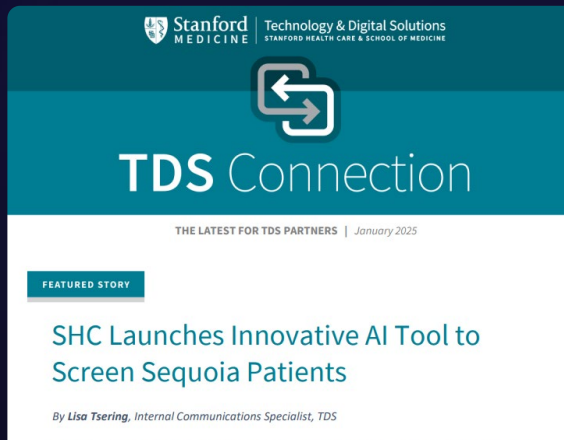 Stanford
MEDICINE
Technology & Digital Solutions
STANFORD HEALTH CARE & SCHOOL OF MEDICINE
TDS Connection
THE LATEST FOR TDS PARTNERS | January 2025
FEATURED STORY
SHC Launches Innovative AI Tool to
Screen Sequoia Patients
By Lisa Tsering, Internal Communications Specialist, TDS